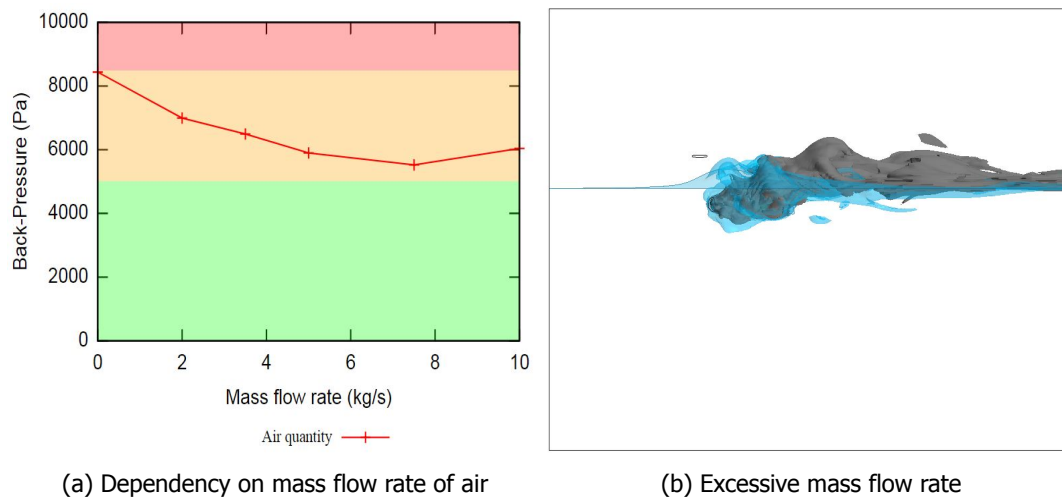 10000
8000
6000
4000
2000
0
Back-Pressure (Pa)
0 2 4 6 8 10
Mass flow rate (kg/s)
Air quantity
(a) Dependency on mass flow rate of air
(b) Excessive mass flow rate